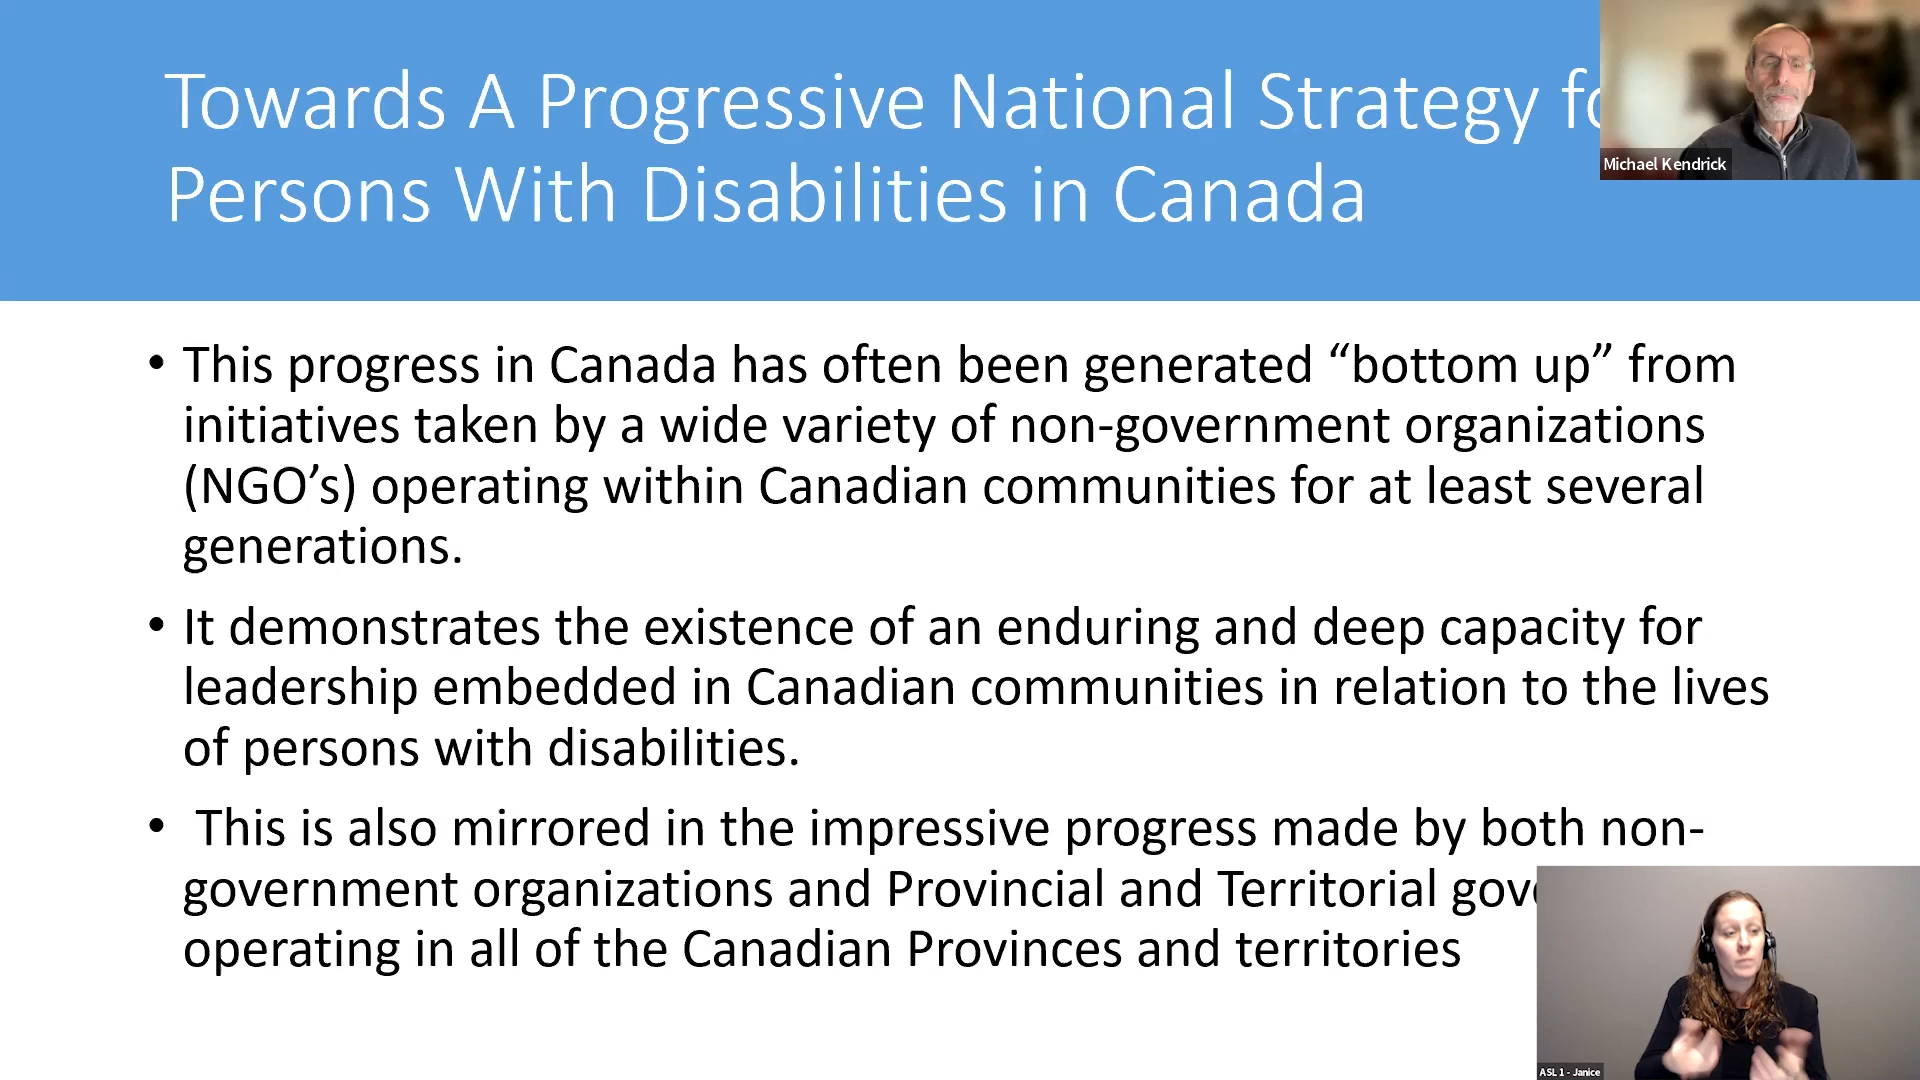 Towards A Progressive National Strategy
Persons With Disabilities in Canada
Michael Kendrick
• This progress in Canada has often been generated “bottom up” from
initiatives taken by a wide variety of non-government organizations
(NGO’s) operating within Canadian communities for at least several
generations.
• It demonstrates the existence of an enduring and deep capacity for
leadership embedded in Canadian communities in relation to the lives
of persons with disabilities.
• This is also mirrored in the impressive progress made by both non-
government organizations and Provincial and Territorial
operating in all of the Canadian Provinces and territories
ASL 1 - Janice